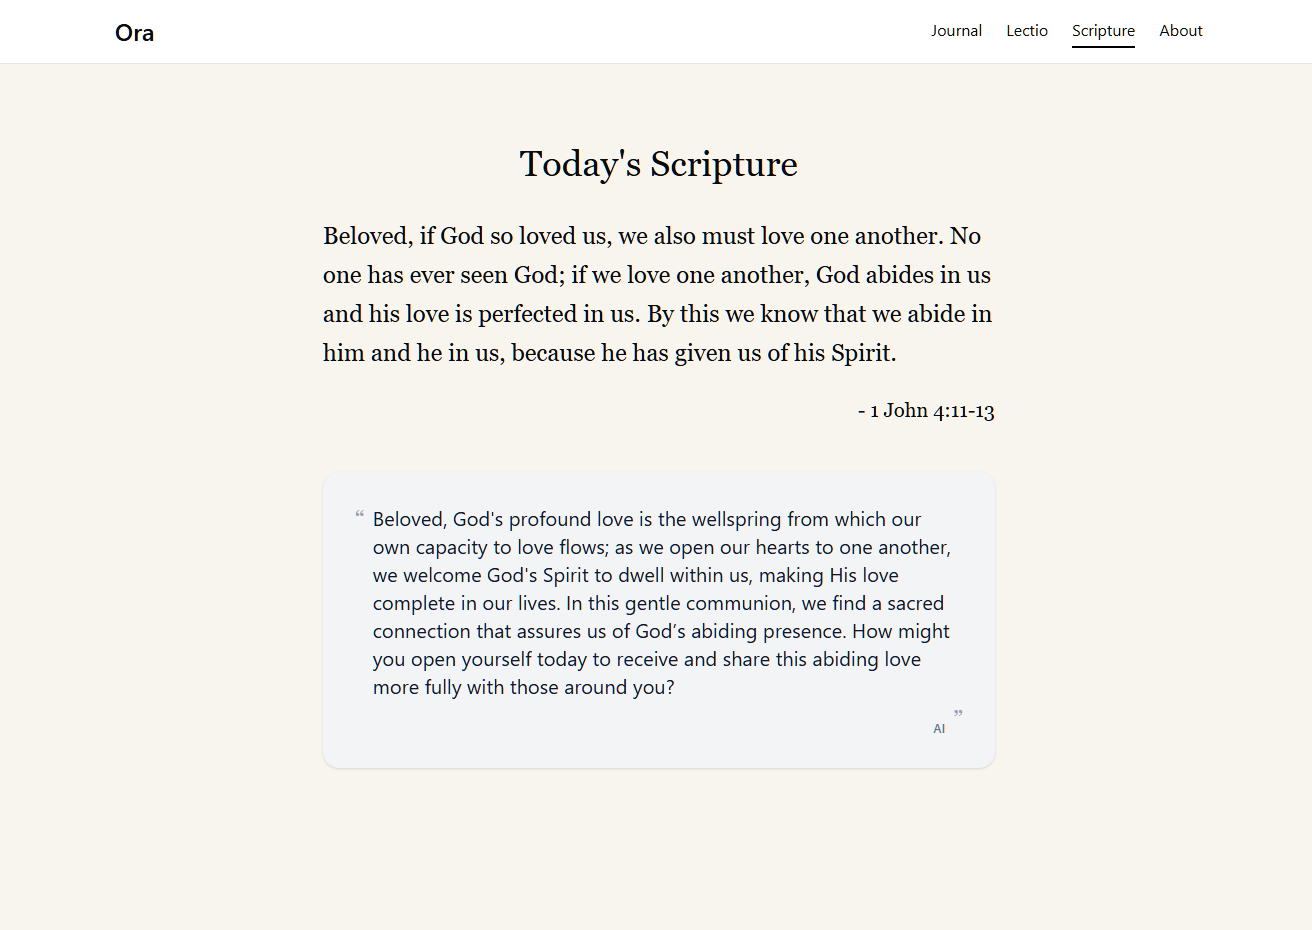 Ora
Journal Lectio Scripture About
Today's Scripture
Beloved, if God so loved us, we also must love one another. No
one has ever seen God; if we love one another, God abides in us
and his love is perfected in us. By this we know that we abide in
him and he in us, because he has given us of his Spirit.
- 1 John 4:11-13
“ Beloved, God's profound love is the wellspring from which our
own capacity to love flows; as we open our hearts to one another,
we welcome God's Spirit to dwell within us, making His love
complete in our lives. In this gentle communion, we find a sacred
connection that assures us of God’s abiding presence. How might
you open yourself today to receive and share this abiding love
more fully with those around you?
”
AI